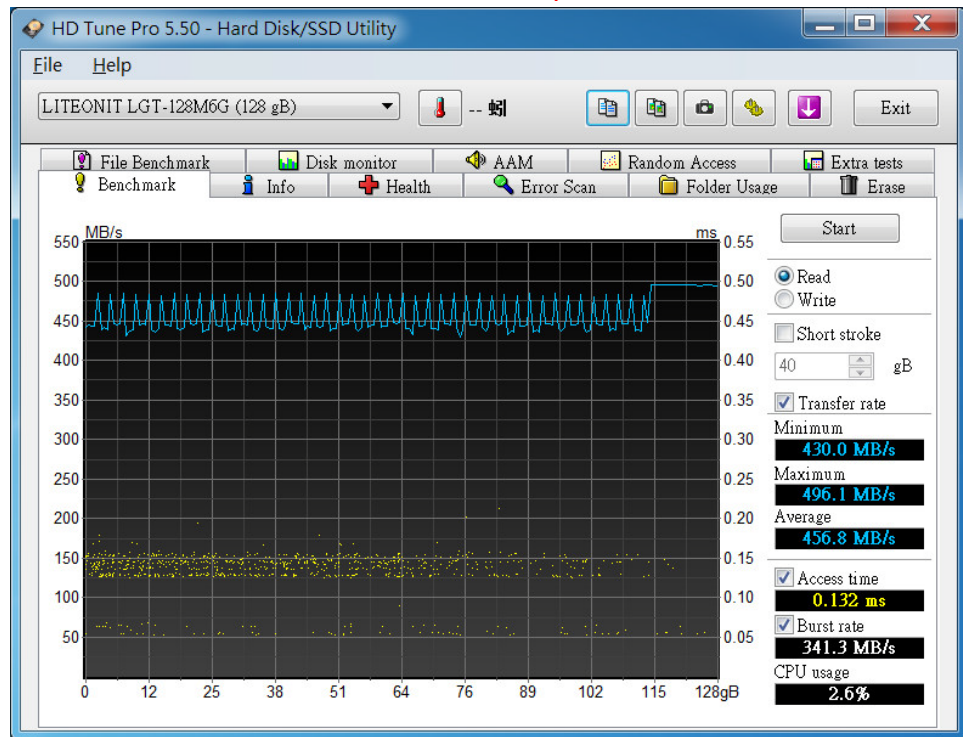 HD Tune Pro 5.50 - Hard Disk/SSD Utility
File Help
LITEONIT LGT-128M6G (128 gB) -- 蚓 Exit
File Benchmark Disk monitor AAM Random Access Extra tests
Benchmark Info Health Error Scan Folder Usage Erase
MB/s ms
550 0.55
500 0.50
450 0.45
400 0.40
350 0.35
300 0.30
250 0.25
200 0.20
150 0.15
100 0.10
50 0.05
0 12 25 38 51 64 76 89 102 115 128gB
Start
Read
Write
Short stroke
40 gB
Transfer rate
Minimum
430.0 MB/s
Maximum
496.1 MB/s
Average
456.8 MB/s
Access time
0.132 ms
Burst rate
341.3 MB/s
CPU usage
2.6%